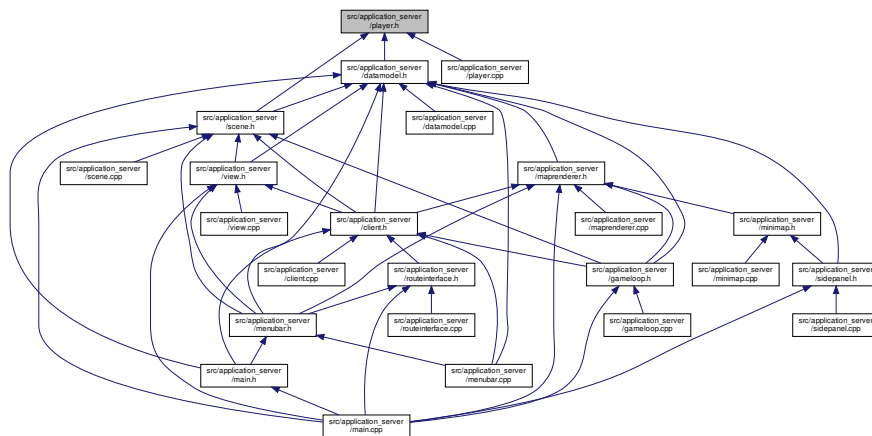 src/application_server
/player.h
src/application_server
/datamodel.h
src/application_server
/player.cpp
src/application_server
/scene.h
src/application_server
/datamodel.cpp
src/application_server
/scene.cpp
src/application_server
/view.h
src/application_server
/maprenderer.h
src/application_server
/view.cpp
src/application_server
/client.h
src/application_server
/maprenderer.cpp
src/application_server
/minimap.h
src/application_server
/client.cpp
src/application_server
/routeinterface.h
src/application_server
/gameloop.h
src/application_server
/minimap.cpp
src/application_server
/sidepanel.h
src/application_server
/menubar.h
src/application_server
/routeinterface.cpp
src/application_server
/gameloop.cpp
src/application_server
/sidepanel.cpp
src/application_server
/main.h
src/application_server
/menubar.cpp
src/application_server
/main.cpp